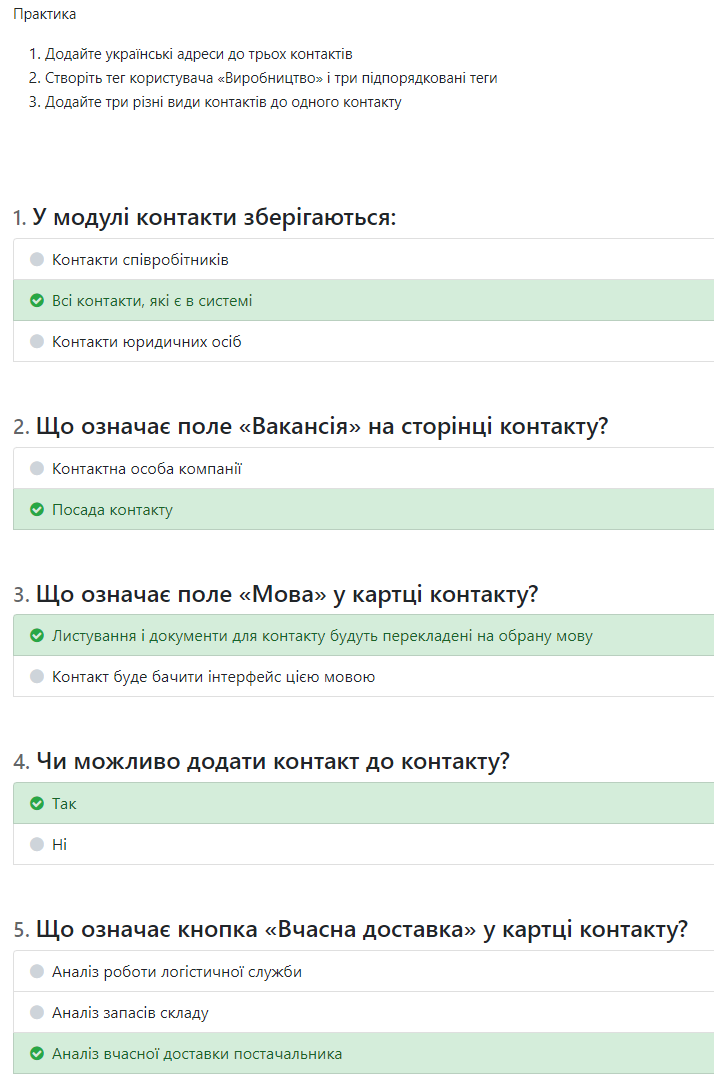 Практика
1. Додайте українські адреси до трьох контактів
2. Створіть тег користувача «Виробництво» і три підпорядковані теги
3. Додайте три різні види контактів до одного контакту
1. У модулі контакти зберігаються:
Контакти співробітників
Всі контакти, які є в системі
Контакти юридичних осіб
2. Що означає поле «Вакансія» на сторінці контакту?
Контактна особа компанії
Посада контакту
3. Що означає поле «Мова» у картці контакту?
Листування і документи для контакту будуть перекладені на обрану мову
Контакт буде бачити інтерфейс цією мовою
4. Чи можливо додати контакт до контакту?
Так
Ні
5. Що означає кнопка «Вчасна доставка» у картці контакту?
Аналіз роботи логістичної служби
Аналіз запасів складу
Аналіз вчасної доставки постачальника